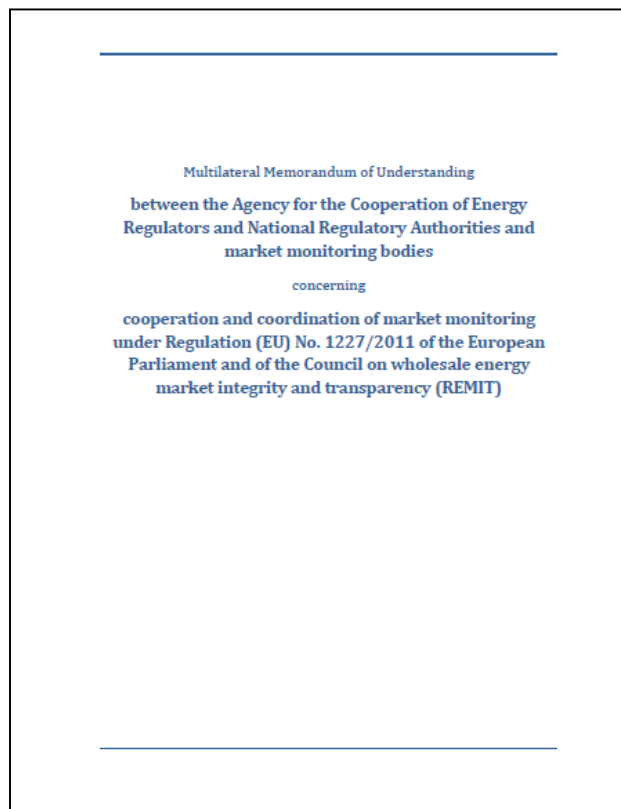 Multilateral Memorandum of Understanding
between the Agency for the Cooperation of Energy
Regulators and National Regulatory Authorities and
market monitoring bodies
concerning
cooperation and coordination of market monitoring
under Regulation (EU) No. 1227/2011 of the European
Parliament and of the Council on wholesale energy
market integrity and transparency (REMIT)